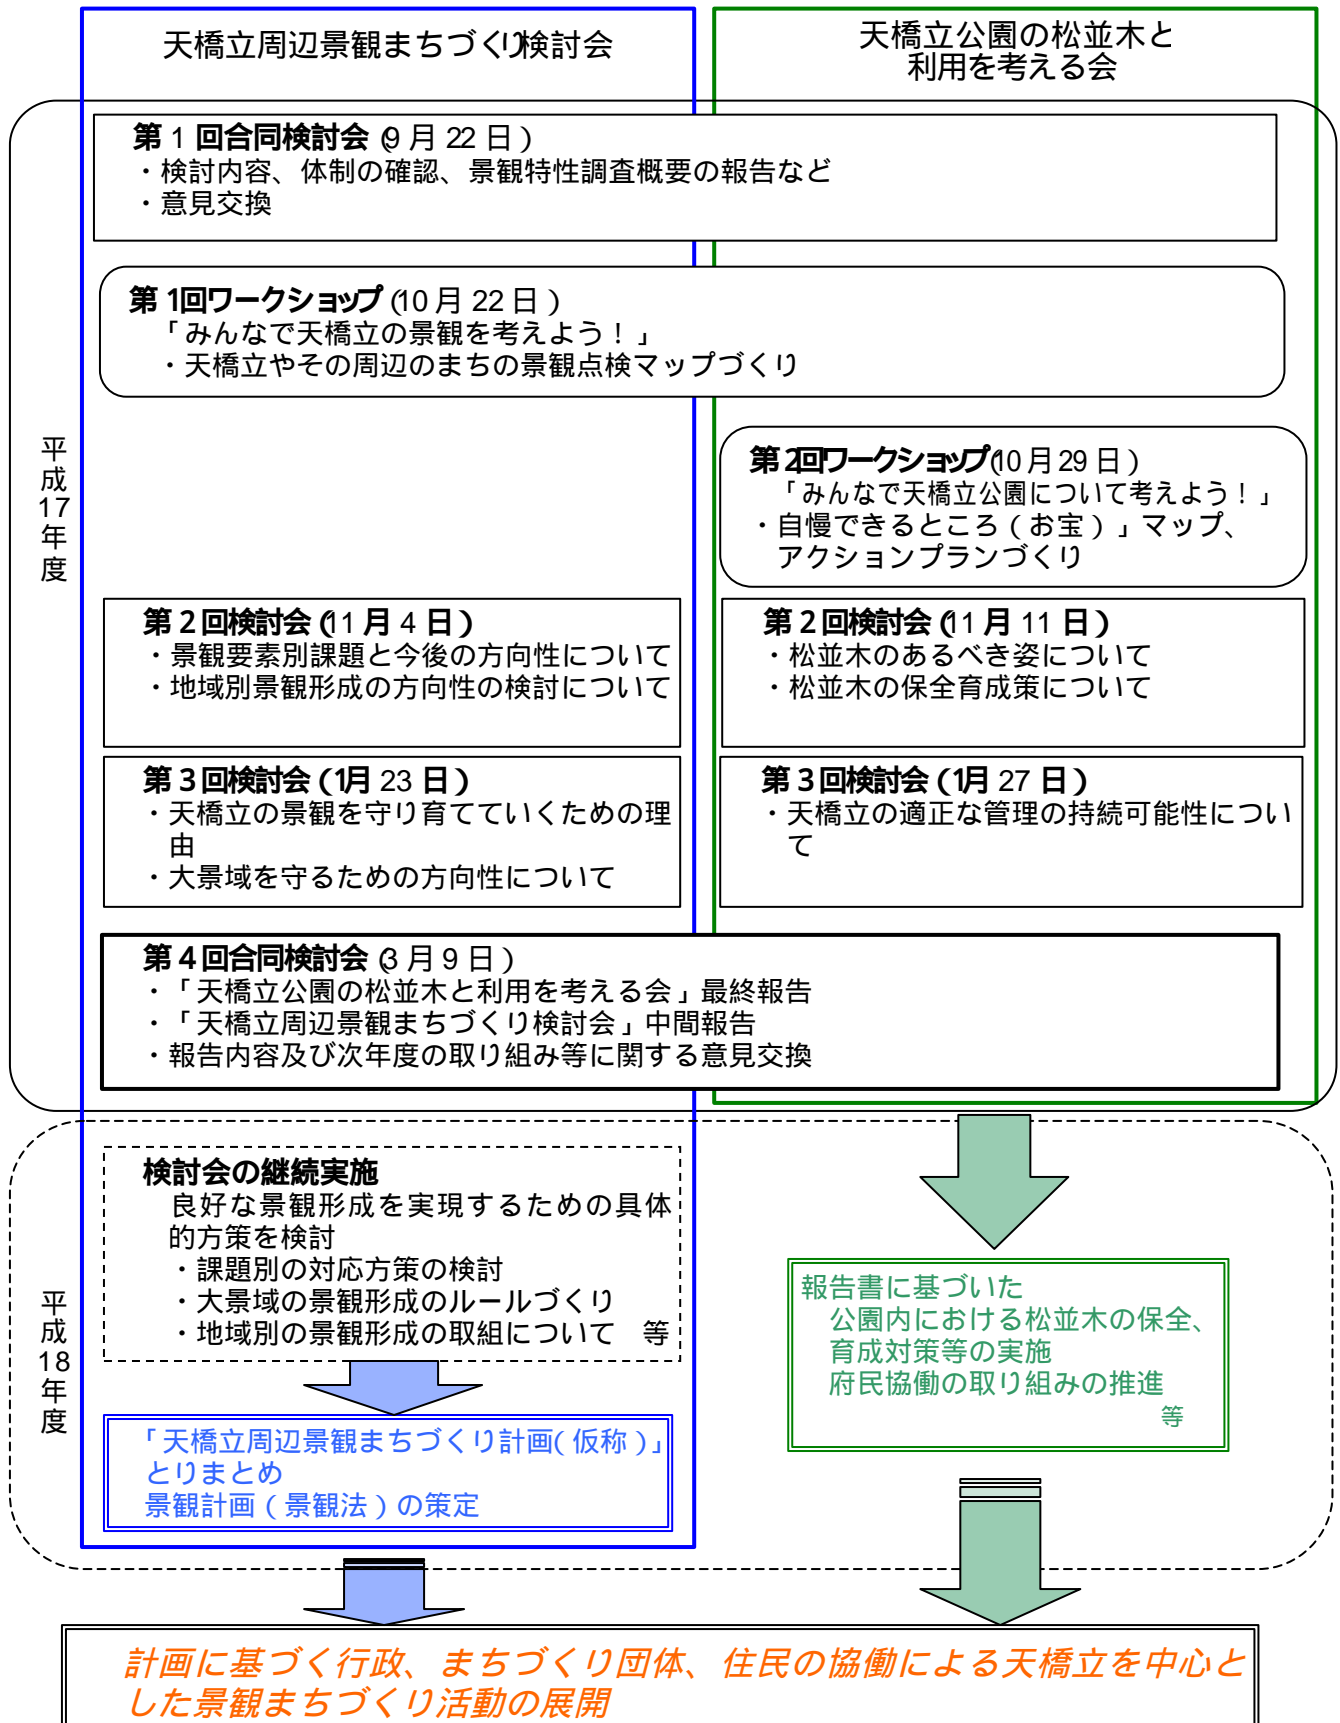 天橋立周辺景観まちづくり検討会
天橋立公園の松並木と
利用を考える会
第1回合同検討会(9月22日)
・検討内容、体制の確認、景観特性調査概要の報告など
・意見交換
第1回ワークショップ(10月22日)
「みんなで天橋立の景観を考えよう!」
・天橋立やその周辺のまちの景観点検マップづくり
平成17年度
第2回ワークショップ(10月29日)
「みんなで天橋立公園について考えよう!」
・自慢できるところ(お宝)」マップ、
アクションプランづくり
第2回検討会(11月4日)
・景観要素別課題と今後の方向性について
・地域別景観形成の方向性の検討について
第2回検討会(11月11日)
・松並木のあるべき姿について
・松並木の保全育成策について
第3回検討会(1月23日)
・天橋立の景観を守り育てていくための理
由
・大景域を守るための方向性について
第3回検討会(1月27日)
・天橋立の適正な管理の持続可能性につい
て
第4回合同検討会(3月9日)
・「天橋立公園の松並木と利用を考える会」最終報告
・「天橋立周辺景観まちづくり検討会」中間報告
・報告内容及び次年度の取り組み等に関する意見交換
平成18年度
検討会の継続実施
良好な景観形成を実現するための具体
的方策を検討
・課題別の対応方策の検討
・大景域の景観形成のルールづくり
・地域別の景観形成の取組について 等
「天橋立周辺景観まちづくり計画(仮称)」
とりまとめ
景観計画(景観法)の策定
報告書に基づいた
公園内における松並木の保全、
育成対策等の実施
府民協働の取り組みの推進
等
計画に基づく行政、まちづくり団体、住民の協働による天橋立を中心と
した景観まちづくり活動の展開